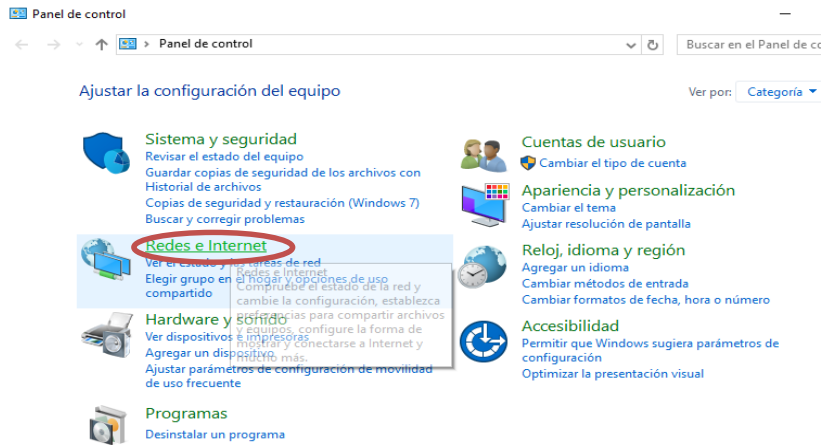 Panel de control
Panel de control
Buscar en el Panel de co
Ajustar la configuración del equipo
Ver por: Categoría
Sistema y seguridad
Revisar el estado del equipo
Guardar copias de seguridad de los archivos con
Historial de archivos
Copias de seguridad y restauración (Windows 7)
Buscar y corregir problemas
Redes e Internet
Ver el estado y las tareas de red
Elegir grupo en el hogar y opciones de uso
compartido
Redes e Internet
Compruebe el estado de la red y
cambie la configuración, establezca
preferencias para compartir archivos
y equipos, configure la forma de
mostrar y conectarse a Internet y
mucho más.
Hardware y sonido
Ver dispositivos e impresoras
Agregar un dispositivo
Ajustar parámetros de configuración de movilidad
de uso frecuente
Programas
Desinstalar un programa
Cuentas de usuario
Cambiar el tipo de cuenta
Apariencia y personalización
Cambiar el tema
Ajustar resolución de pantalla
Reloj, idioma y región
Agregar un idioma
Cambiar métodos de entrada
Cambiar formatos de fecha, hora o número
Accesibilidad
Permitir que Windows sugiera parámetros de
configuración
Optimizar la presentación visual